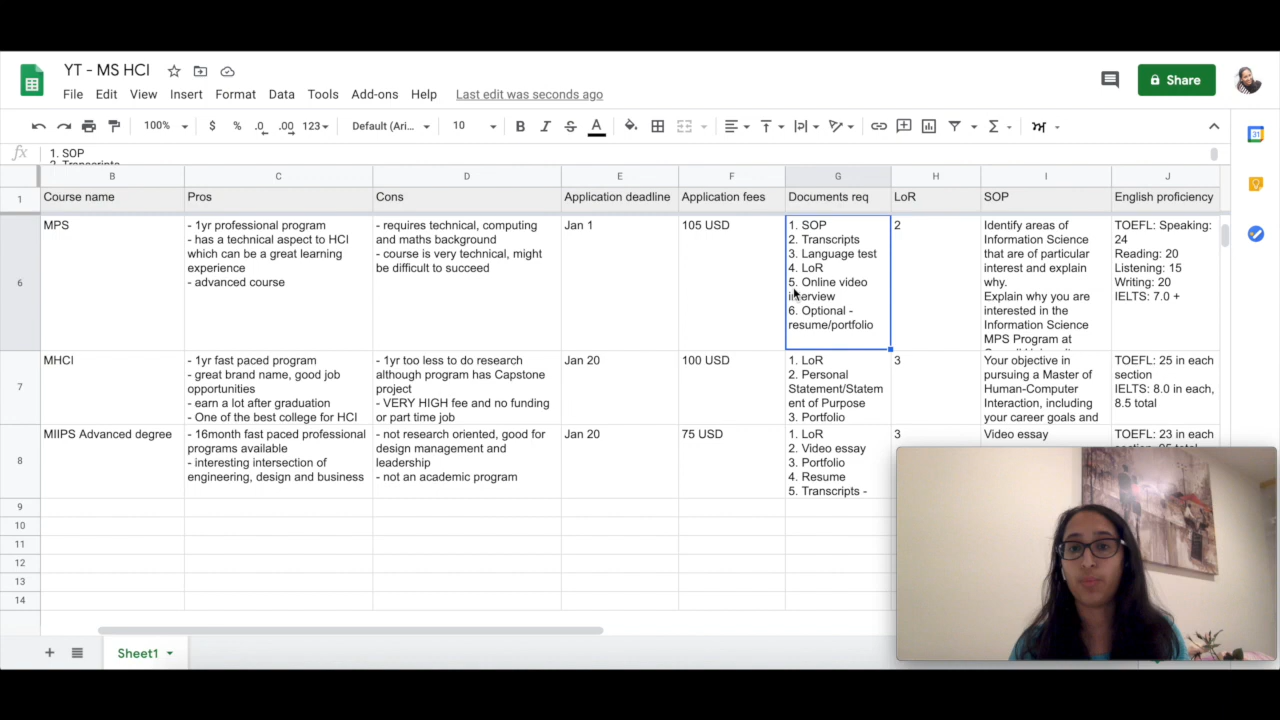 YT - MS HCI
File Edit View Insert Format Data Tools Add-ons Help Last edit was seconds ago
Share
100% $ % .0 .00 123 Default (Ari... 10 B I S A
fx 1. SOP
2. Transcripts
B C D E F G H I J
1 Course name Pros Cons Application deadline Application fees Documents req LoR SOP English proficiency
6
MPS
- 1yr professional program
- has a technical aspect to HCI
which can be a great learning
experience
- advanced course
- requires technical, computing
and maths background
- course is very technical, might
be difficult to succeed
Jan 1
105 USD
1. SOP
2. Transcripts
3. Language test
4. LoR
5. Online video
interview
6. Optional -
resume/portfolio
2
Identify areas of
Information Science
that are of particular
interest and explain
why.
Explain why you are
interested in the
Information Science
MPS Program at
TOEFL: Speaking:
24
Reading: 20
Listening: 15
Writing: 20
IELTS: 7.0 +
7
MHCI
- 1yr fast paced program
- great brand name, good job
opportunities
- earn a lot after graduation
- One of the best college for HCI
- 1yr too less to do research
although program has Capstone
project
- VERY HIGH fee and no funding
or part time job
Jan 20
100 USD
1. LoR
2. Personal
Statement/Statem
ent of Purpose
3. Portfolio
3
Your objective in
pursuing a Master of
Human-Computer
Interaction, including
your career goals and
TOEFL: 25 in each
section
IELTS: 8.0 in each,
8.5 total
8
MIIPS Advanced degree
- 16month fast paced professional
programs available
- interesting intersection of
engineering, design and business
- not research oriented, good for
design management and
leadership
- not an academic program
Jan 20
75 USD
1. LoR
2. Video essay
3. Portfolio
4. Resume
5. Transcripts -
3
Video essay
TOEFL: 23 in each
9
10
11
12
13
14
Sheet1
31